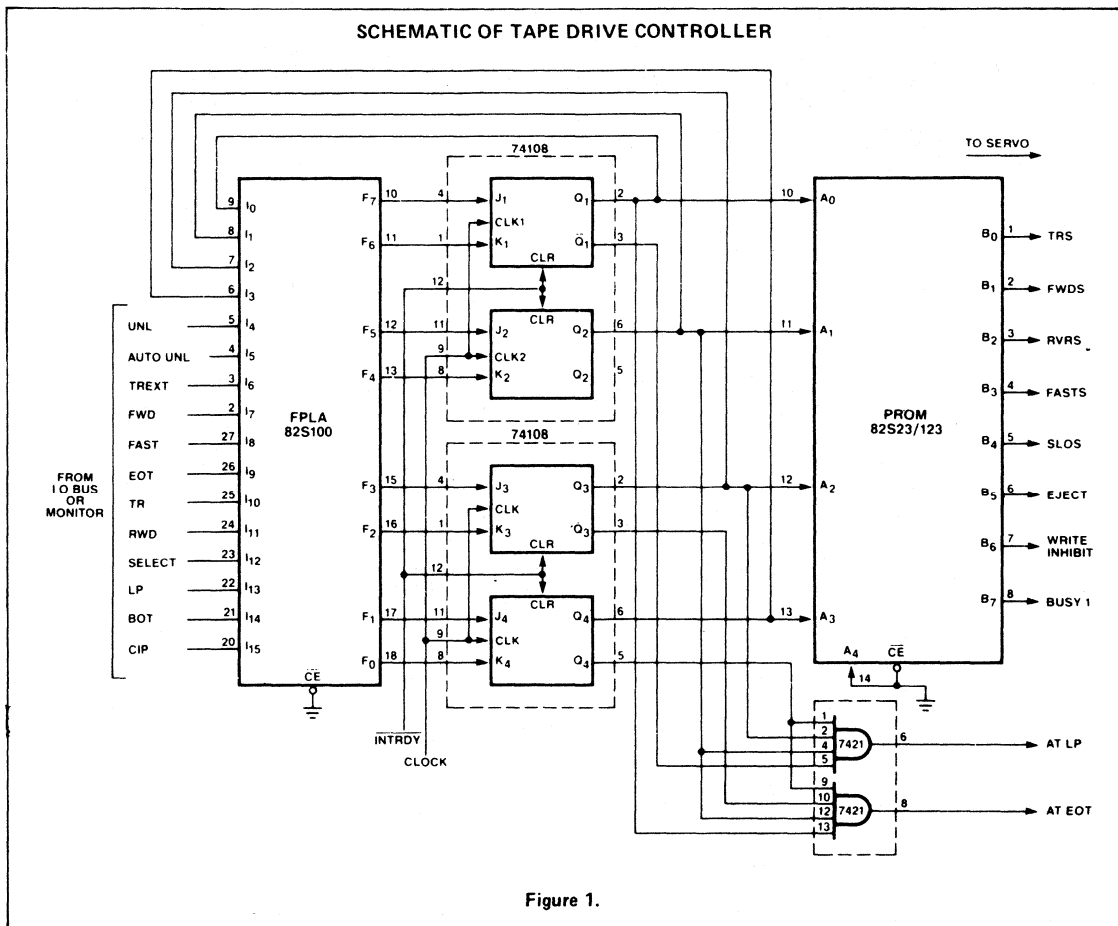 SCHEMATIC OF TAPE DRIVE CONTROLLER
TO SERVO
FROM
I O BUS
OR
MONITOR
UNL
AUTO UNL
TREXT
FWD
FAST
EOT
TR
RWD
SELECT
LP
BOT
CIP
9 I0
8 I1
7 I2
6 I3
5 I4
4 I5
3 I6
2 I7
27 I8
26 I9
25 I10
24 I11
23 I12
22 I13
21 I14
20 I15
FPLA
82S100
CE
F7 10
F6 11
F5 12
F4 13
F3 15
F2 16
F1 17
F0 18
74108
4 J1 Q1 2
CLK1
1 K1 Q̄1 3
CLR
12
CLR
11 J2 Q2 6
9 CLK2
8 K2 Q2 5
74108
4 J3 Q3 2
CLK
1 K3 Q3 3
CLR
12
CLR
11 J4 Q4 6
9 CLK
8 K4 Q4 5
INTRDY
CLOCK
10 A0
11 A1
12 A2
13 A3
A4 14
CE
PROM
82S23/123
B0 1 TRS
B1 2 FWDS
B2 3 RVRS
B3 4 FASTS
B4 5 SLOS
B5 6 EJECT
B6 7 WRITE
INHIBIT
B7 8 BUSY 1
1
2
4
5
7421
6 AT LP
9
10
12
13
7421
8 AT EOT
Figure 1.